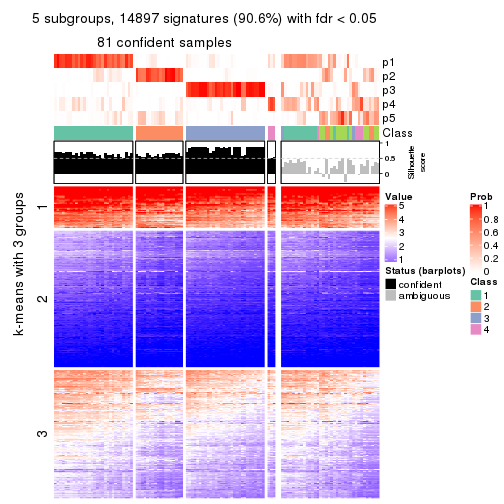 5 subgroups, 14897 signatures (90.6%) with fdr < 0.05
81 confident samples
p1
p2
p3
p4
p5
Class
1
0.5
0
Silhouette
score
k-means with 3 groups
1
2
3
Value
5
4
3
2
1
Status (barplots)
confident
ambiguous
Prob
1
0.8
0.6
0.4
0.2
0
Class
1
2
3
4